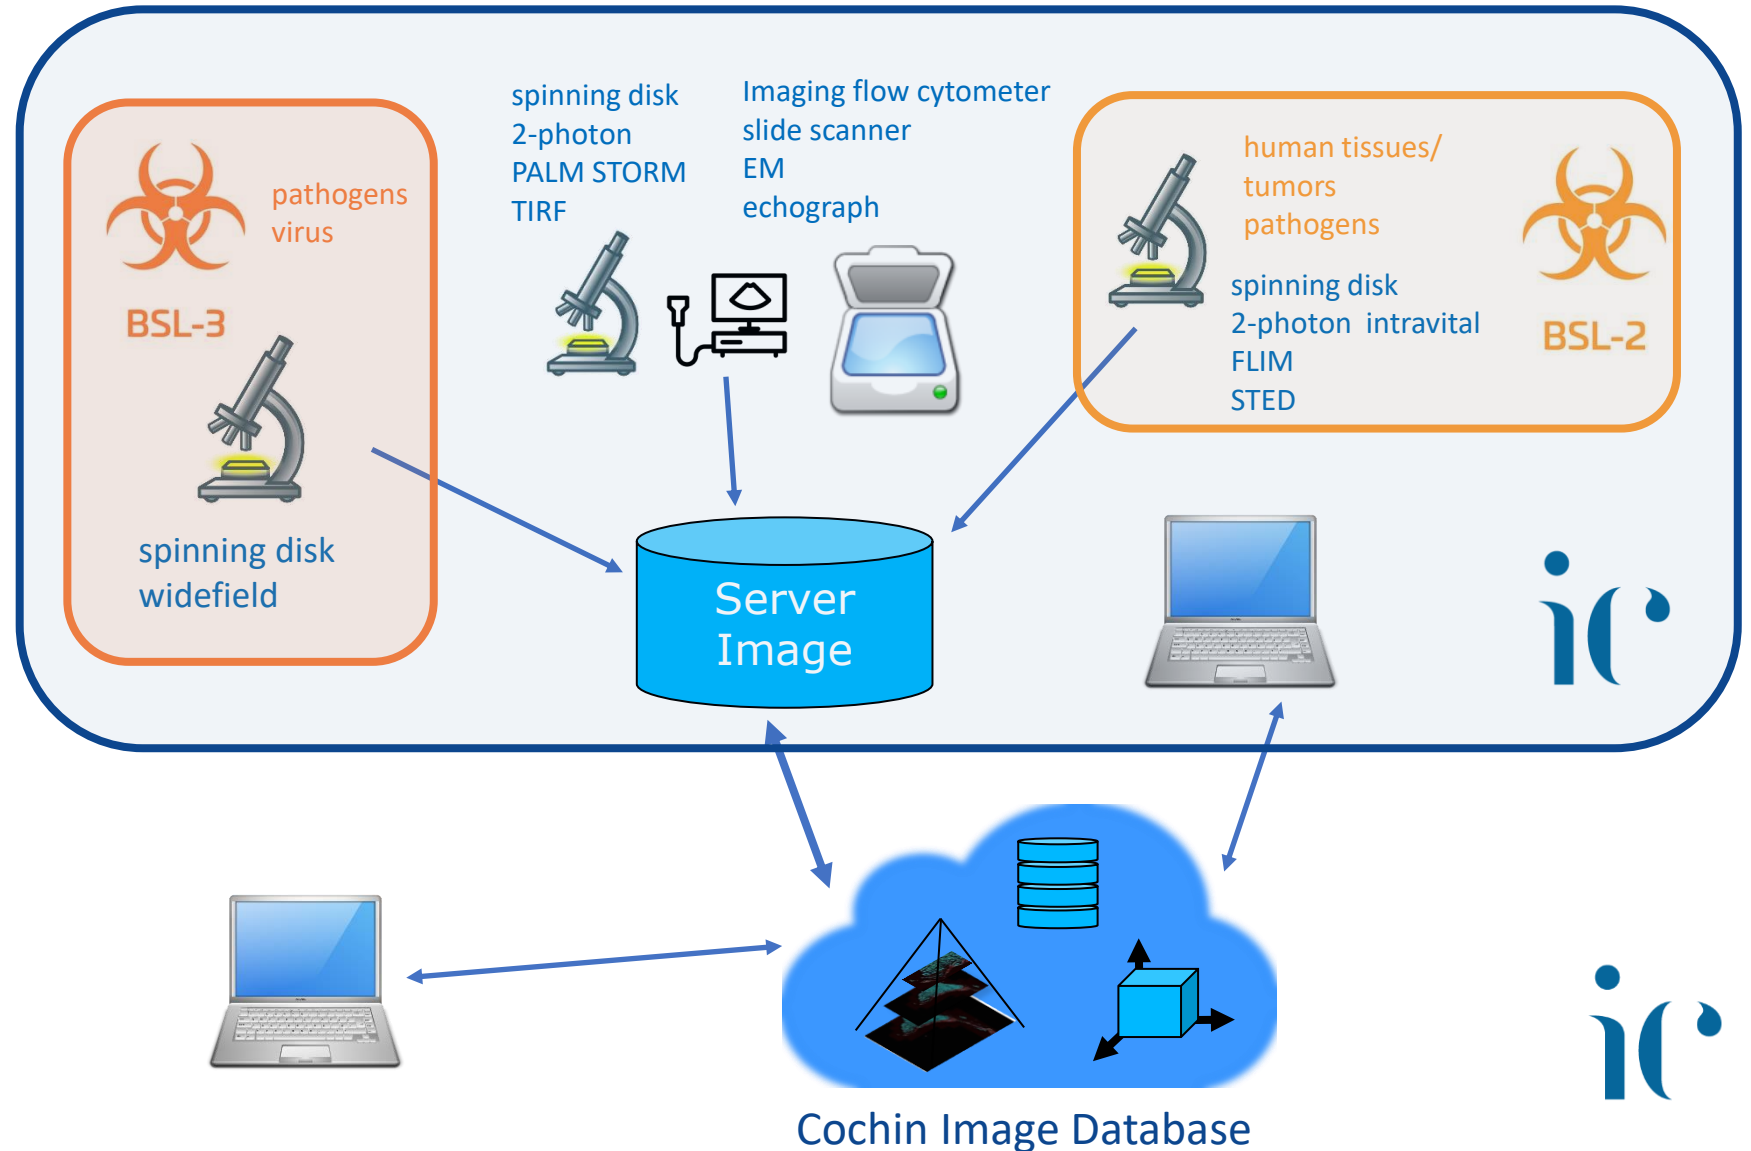 pathogens
virus
BSL-3
spinning disk
widefield
spinning disk
2-photon
PALM STORM
TIRF
Imaging flow cytometer
slide scanner
EM
echograph
human tissues/
tumors
pathogens
spinning disk
2-photon  intravital
FLIM
STED
BSL-2
Server
Image
ic
Cochin Image Database
ic